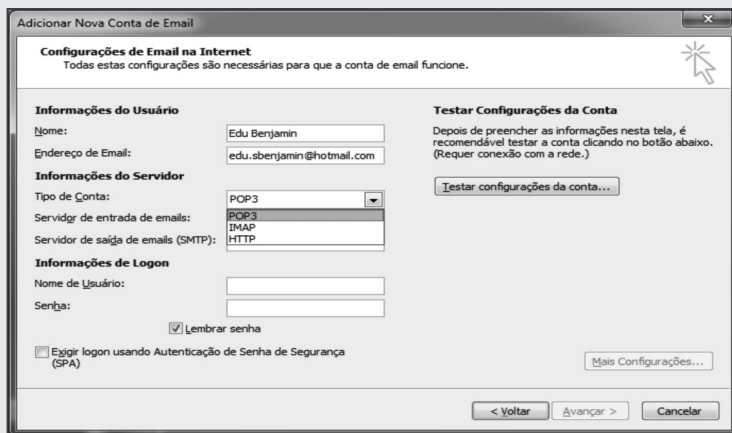 Adicionar Nova Conta de Email
Configurações de Email na Internet
Todas estas configurações são necessárias para que a conta de email funcione.
Informações do Usuário
Nome: Edu Benjamin
Endereço de Email: edu.sbenjamin@hotmail.com
Informações do Servidor
Tipo de Conta: POP3
Servidor de entrada de emails: POP3
IMAP
Servidor de saída de emails (SMTP): HTTP
Informações de Logon
Nome de Usuário:
Senha:
Lembrar senha
Exigir logon usando Autenticação de Senha de Segurança
(SPA)
Testar Configurações da Conta
Depois de preencher as informações nesta tela, é
recomendável testar a conta clicando no botão abaixo.
(Requer conexão com a rede.)
Testar configurações da conta...
Mais Configurações...
< Voltar
Avançar >
Cancelar